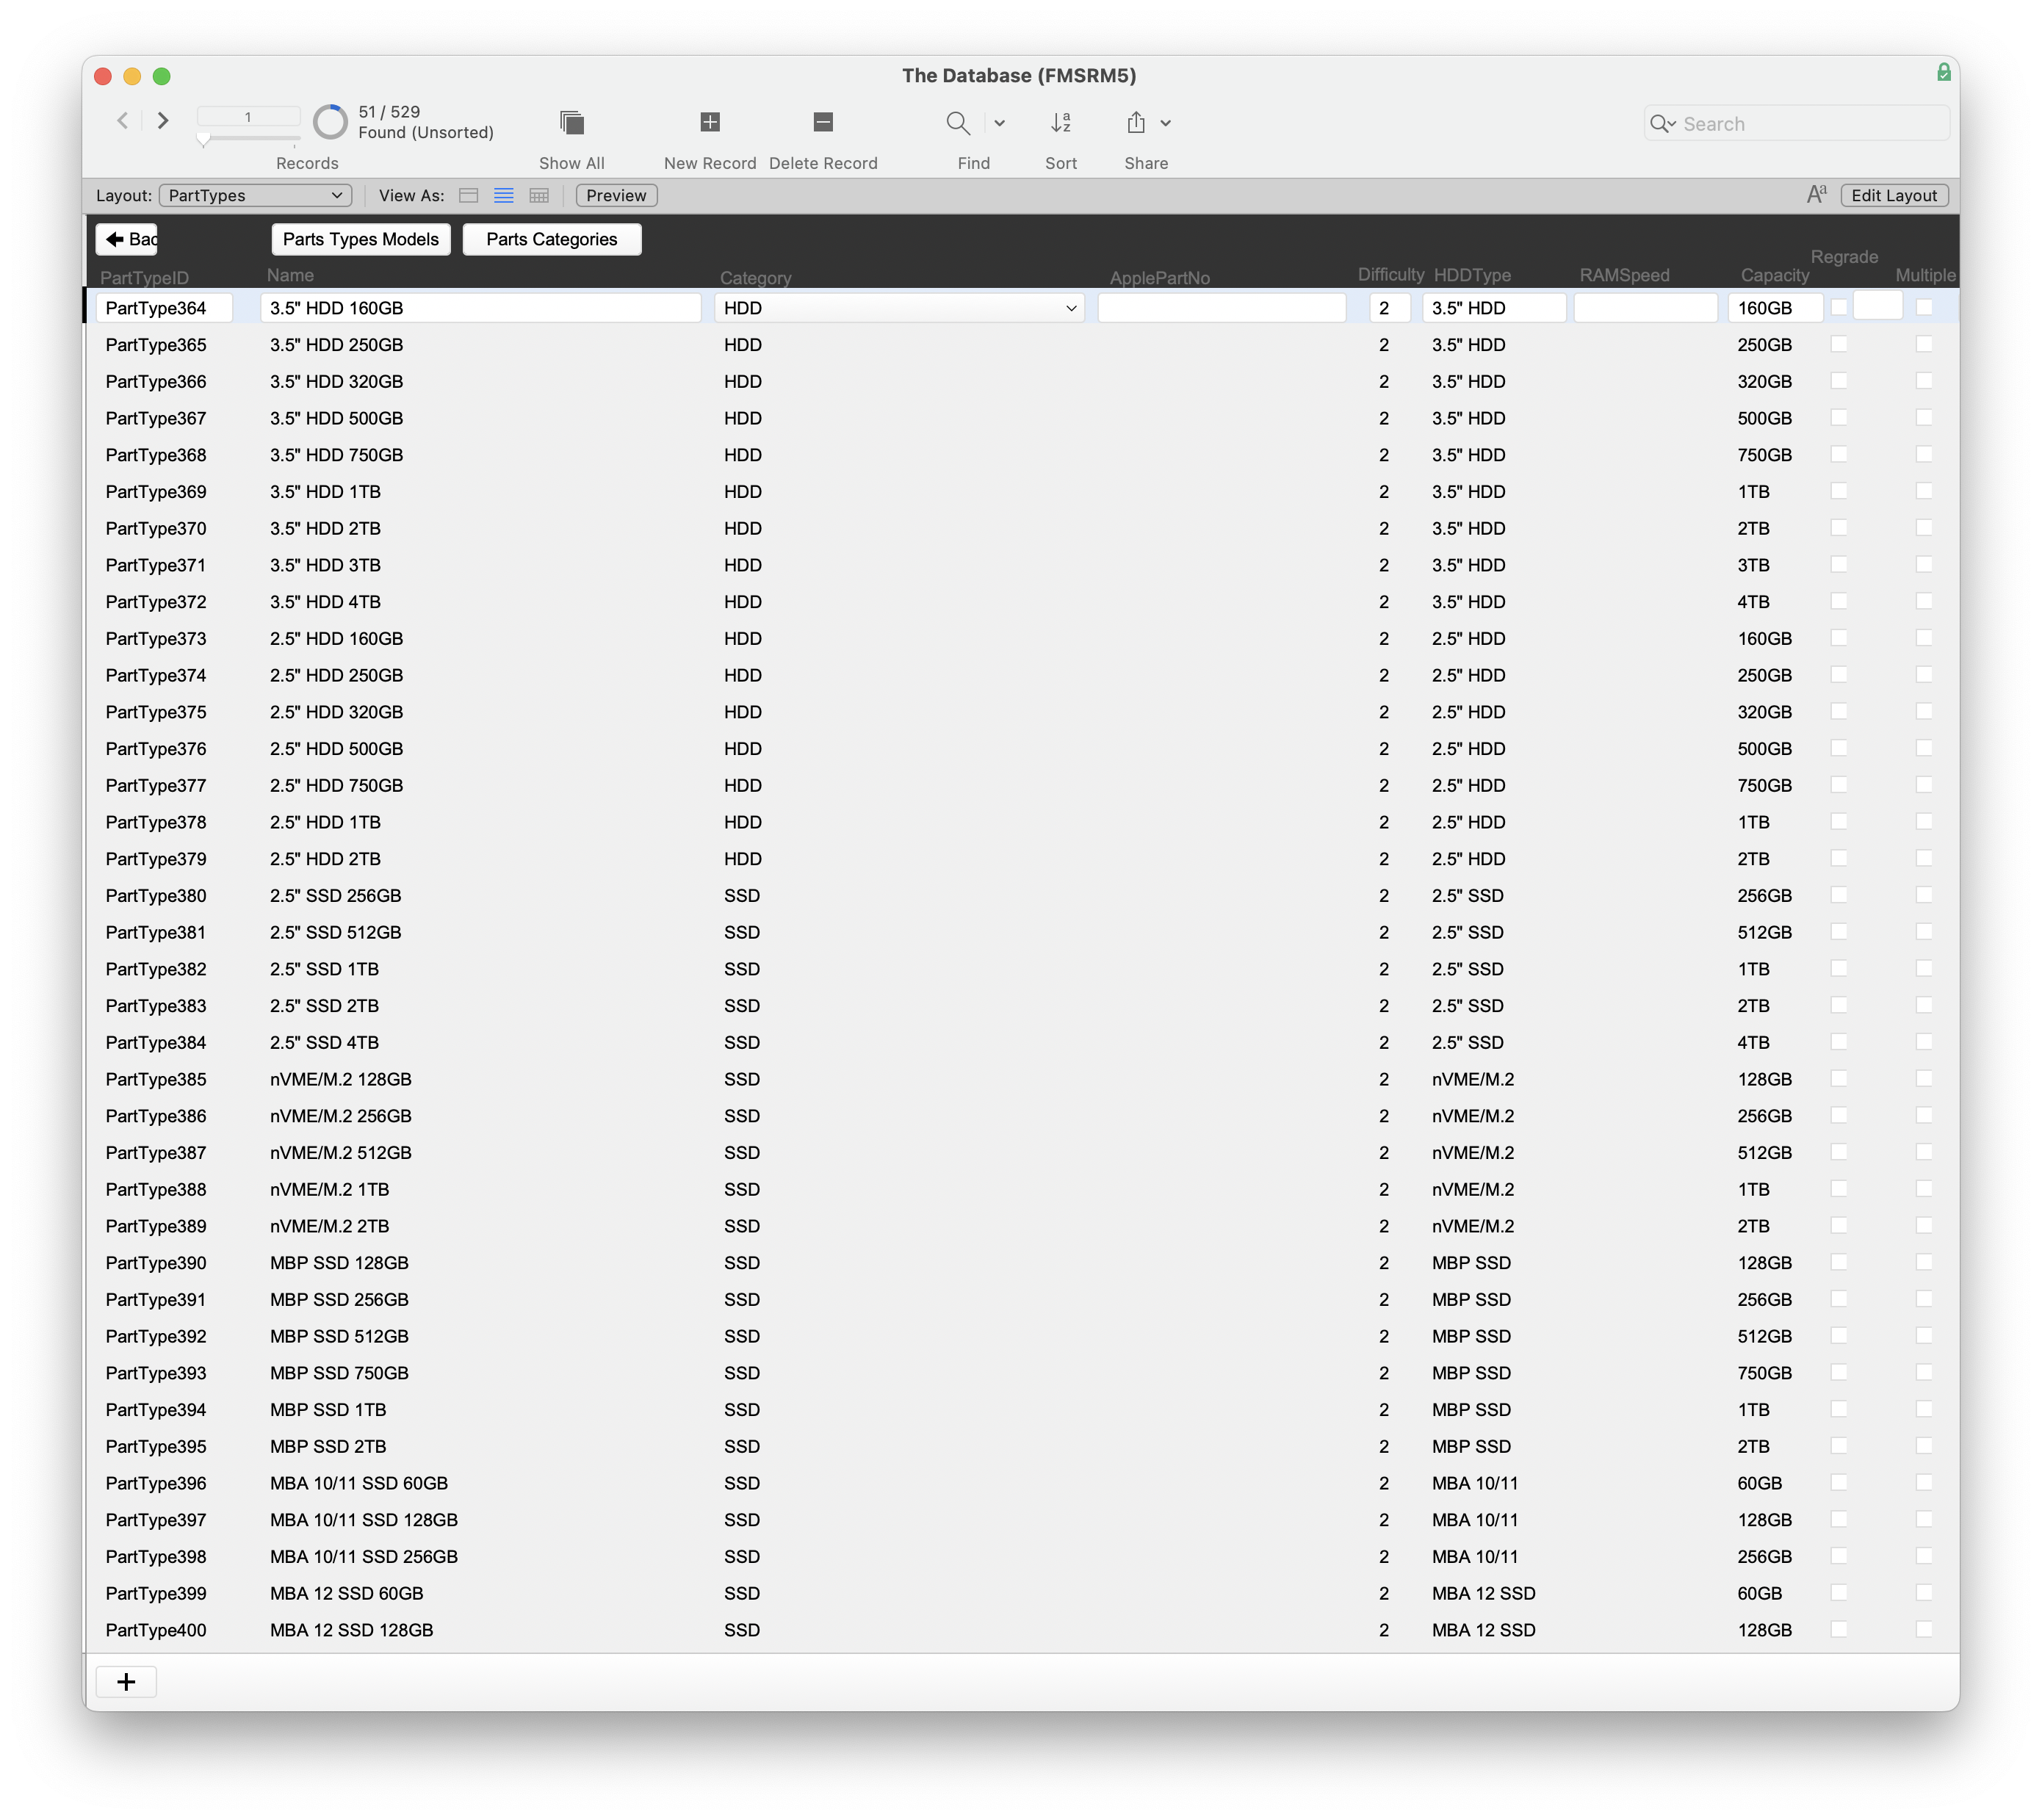 The Database (FMSRM5)
1
51 / 529
Found (Unsorted)
Records
Show All
New Record
Delete Record
Find
Sort
Share
Search
Layout: PartTypes View As: Preview Edit Layout
Bac Parts Types Models Parts Categories
PartTypeID Name Category ApplePartNo Difficulty HDDType RAMSpeed Capacity Regrade Multiple
PartType364 3.5" HDD 160GB HDD 2 3.5" HDD 160GB
PartType365 3.5" HDD 250GB HDD 2 3.5" HDD 250GB
PartType366 3.5" HDD 320GB HDD 2 3.5" HDD 320GB
PartType367 3.5" HDD 500GB HDD 2 3.5" HDD 500GB
PartType368 3.5" HDD 750GB HDD 2 3.5" HDD 750GB
PartType369 3.5" HDD 1TB HDD 2 3.5" HDD 1TB
PartType370 3.5" HDD 2TB HDD 2 3.5" HDD 2TB
PartType371 3.5" HDD 3TB HDD 2 3.5" HDD 3TB
PartType372 3.5" HDD 4TB HDD 2 3.5" HDD 4TB
PartType373 2.5" HDD 160GB HDD 2 2.5" HDD 160GB
PartType374 2.5" HDD 250GB HDD 2 2.5" HDD 250GB
PartType375 2.5" HDD 320GB HDD 2 2.5" HDD 320GB
PartType376 2.5" HDD 500GB HDD 2 2.5" HDD 500GB
PartType377 2.5" HDD 750GB HDD 2 2.5" HDD 750GB
PartType378 2.5" HDD 1TB HDD 2 2.5" HDD 1TB
PartType379 2.5" HDD 2TB HDD 2 2.5" HDD 2TB
PartType380 2.5" SSD 256GB SSD 2 2.5" SSD 256GB
PartType381 2.5" SSD 512GB SSD 2 2.5" SSD 512GB
PartType382 2.5" SSD 1TB SSD 2 2.5" SSD 1TB
PartType383 2.5" SSD 2TB SSD 2 2.5" SSD 2TB
PartType384 2.5" SSD 4TB SSD 2 2.5" SSD 4TB
PartType385 nVME/M.2 128GB SSD 2 nVME/M.2 128GB
PartType386 nVME/M.2 256GB SSD 2 nVME/M.2 256GB
PartType387 nVME/M.2 512GB SSD 2 nVME/M.2 512GB
PartType388 nVME/M.2 1TB SSD 2 nVME/M.2 1TB
PartType389 nVME/M.2 2TB SSD 2 nVME/M.2 2TB
PartType390 MBP SSD 128GB SSD 2 MBP SSD 128GB
PartType391 MBP SSD 256GB SSD 2 MBP SSD 256GB
PartType392 MBP SSD 512GB SSD 2 MBP SSD 512GB
PartType393 MBP SSD 750GB SSD 2 MBP SSD 750GB
PartType394 MBP SSD 1TB SSD 2 MBP SSD 1TB
PartType395 MBP SSD 2TB SSD 2 MBP SSD 2TB
PartType396 MBA 10/11 SSD 60GB SSD 2 MBA 10/11 60GB
PartType397 MBA 10/11 SSD 128GB SSD 2 MBA 10/11 128GB
PartType398 MBA 10/11 SSD 256GB SSD 2 MBA 10/11 256GB
PartType399 MBA 12 SSD 60GB SSD 2 MBA 12 SSD 60GB
PartType400 MBA 12 SSD 128GB SSD 2 MBA 12 SSD 128GB